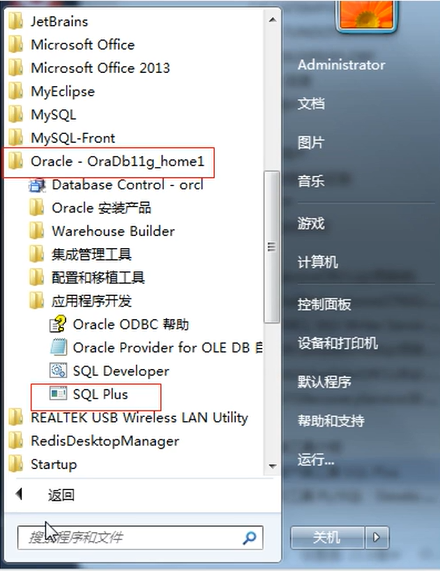 JetBrains
Microsoft Office
Microsoft Office 2013
MyEclipse
MySQL
MySQL-Front
Oracle - OraDb11g_home1
Database Control - orcl
Oracle 安装产品
Warehouse Builder
集成管理工具
配置和移植工具
应用程序开发
Oracle ODBC 帮助
Oracle Provider for OLE DB 自
SQL Developer
SQL Plus
REALTEK USB Wireless LAN Utility
RedisDesktopManager
Startup
返回
搜索程序和文件
Administrator
文档
图片
音乐
游戏
计算机
控制面板
设备和打印机
默认程序
帮助和支持
运行...
关机